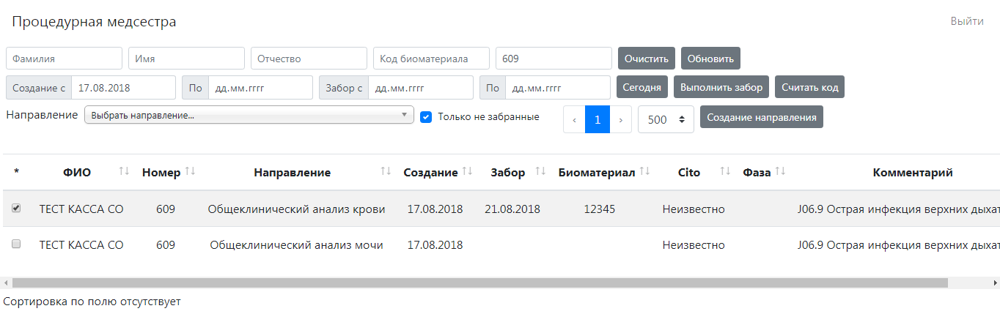 Процедурная медсестра Выйти
Фамилия Имя Отчество Код биоматериала 609 Очистить Обновить
Создание с 17.08.2018 По дд.мм.гггг Забор с дд.мм.гггг По дд.мм.гггг Сегодня Выполнить забор Считать код
Направление Выбрать направление... Только не забранные ‹ 1 › 500 Создание направления
* ФИО Номер Направление Создание Забор Биоматериал Cito Фаза Комментарий
ТЕСТ КАССА СО 609 Общеклинический анализ крови 17.08.2018 21.08.2018 12345 Неизвестно J06.9 Острая инфекция верхних дыхат
ТЕСТ КАССА СО 609 Общеклинический анализ мочи 17.08.2018 Неизвестно J06.9 Острая инфекция верхних дыхат
Сортировка по полю отсутствует